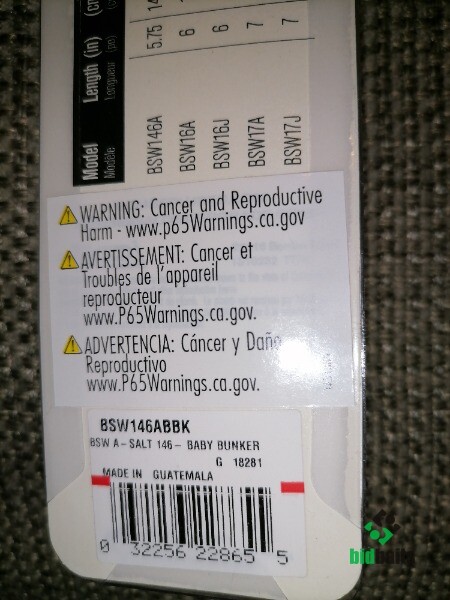 Model Length (in)
Modèle Longueur (po)
BSW146A 5.75
BSW16A 6
BSW16J 6
BSW17A 7
BSW17J 7
WARNING: Cancer and Reproductive
Harm - www.p65Warnings.ca.gov
AVERTISSEMENT: Cancer et
Troubles de l'appareil
reproducteur
www.P65Warnings.ca.gov.
ADVERTENCIA: Cáncer y Daño
Reproductivo
www.P65Warnings.ca.gov.
BSW146ABBK
BSW A-SALT 146- BABY BUNKER
G 18281
MADE IN GUATEMALA
0 32256 22865 5